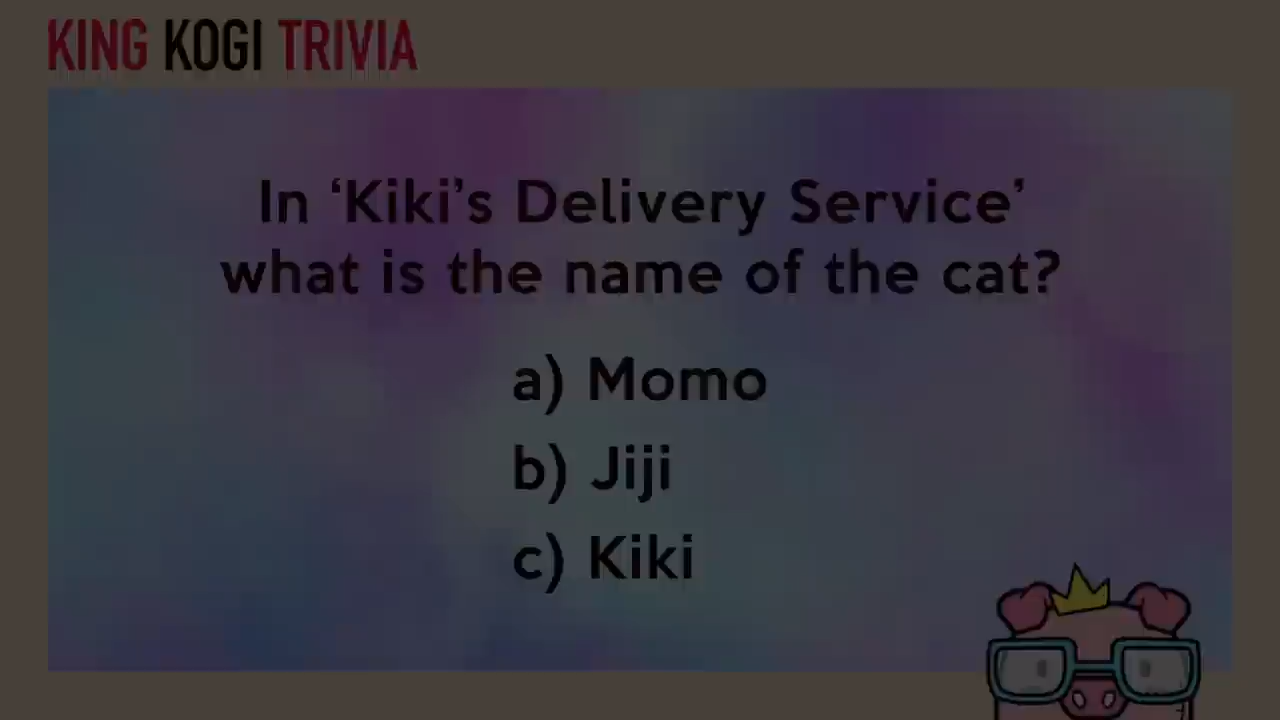 KING KOGI TRIVIA
In ‘Kiki’s Delivery Service’
what is the name of the cat?
a) Momo
b) Jiji
c) Kiki